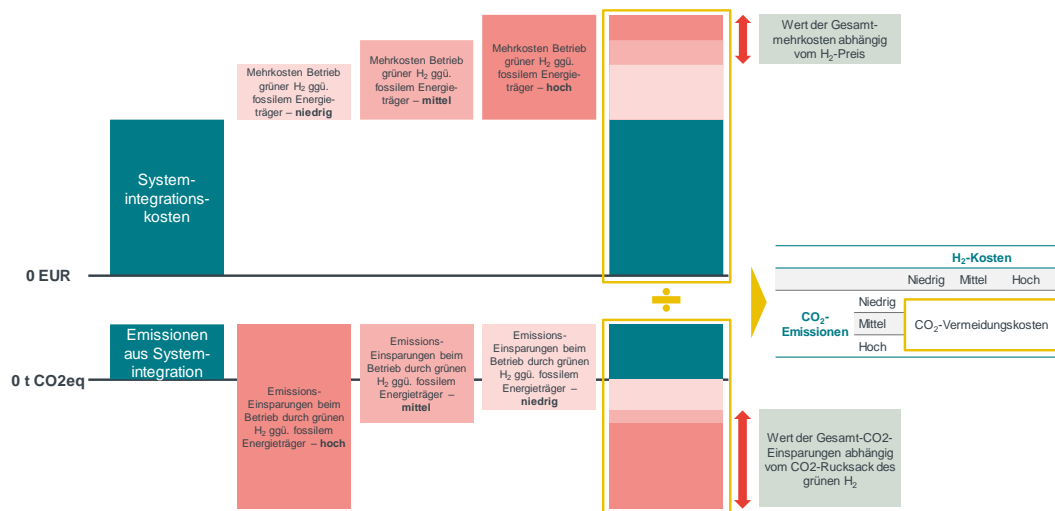 System-
integrations-
kosten
Mehrkosten Betrieb
grüner H₂ ggü.
fossilem Energie-
träger – niedrig
Mehrkosten Betrieb
grüner H₂ ggü.
fossilem Energie-
träger – mittel
Mehrkosten Betrieb
grüner H₂ ggü.
fossilem Energie-
träger – hoch
Wert der Gesamt-
mehrkosten abhängig
vom H₂-Preis
0 EUR
÷
H₂-Kosten
Niedrig Mittel Hoch
CO₂-
Emissionen
Niedrig
Mittel
Hoch
CO₂-Vermeidungskosten
Emissionen
aus System-
integration
0 t CO2eq
Emissions-
Einsparungen beim
Betrieb durch grünen
H₂ ggü. fossilem
Energieträger – hoch
Emissions-
Einsparungen beim
Betrieb durch grünen
H₂ ggü. fossilem
Energieträger –
mittel
Emissions-
Einsparungen beim
Betrieb durch grünen
H₂ ggü. fossilem
Energieträger –
niedrig
Wert der Gesamt-CO2-
Einsparungen abhängig
vom CO2-Rucksack des
grünen H₂